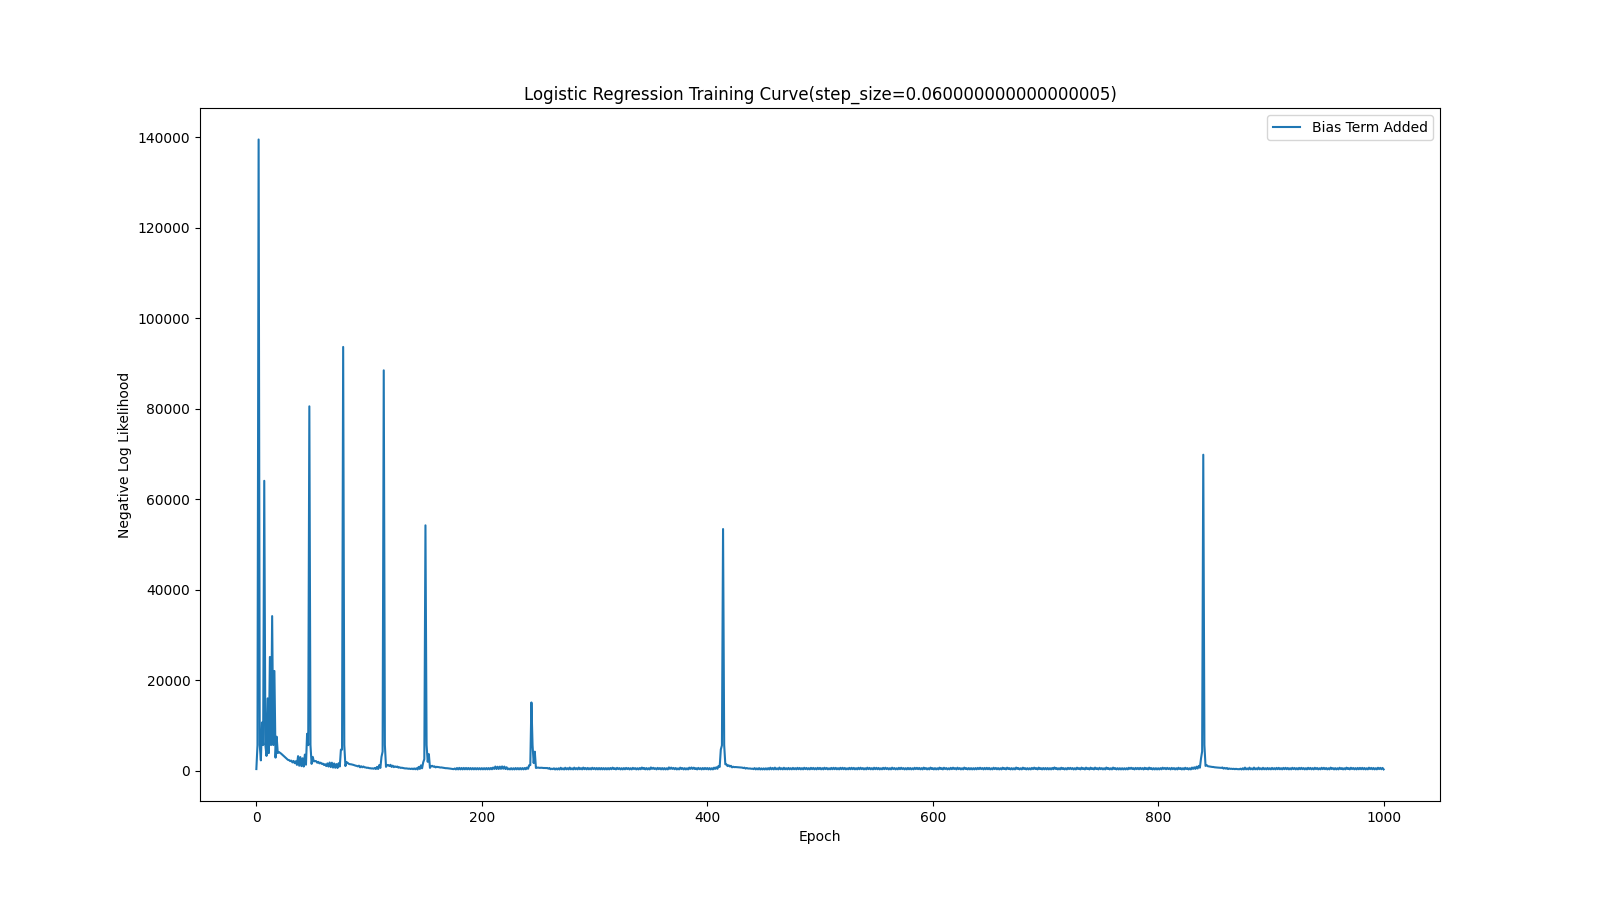 Logistic Regression Training Curve(step_size=0.060000000000000005)
Bias Term Added
140000
120000
100000
80000
60000
40000
20000
0
Negative Log Likelihood
0 200 400 600 800 1000
Epoch